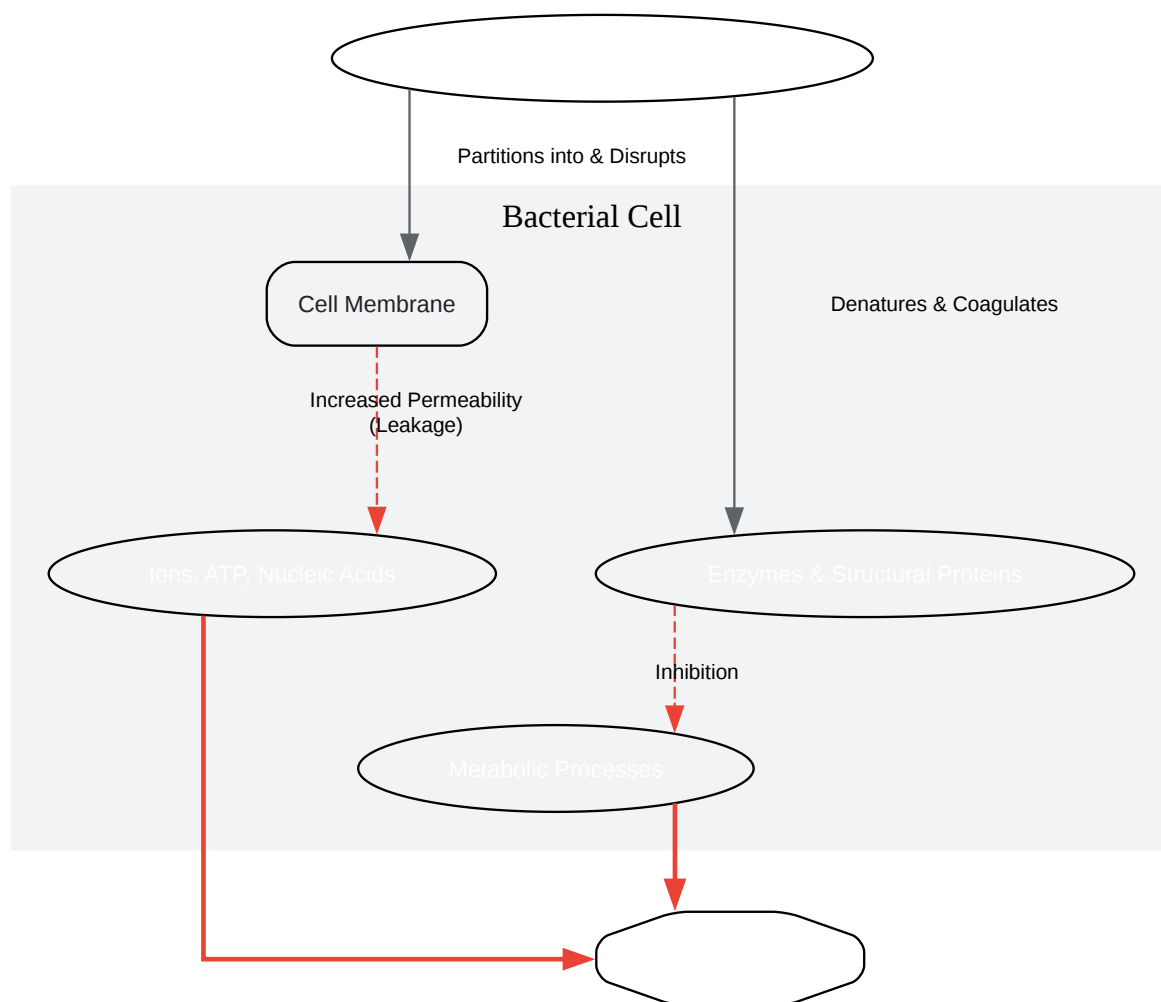 Partitions into & Disrupts
Bacterial Cell
Cell Membrane
Denatures & Coagulates
Increased Permeability
(Leakage)
Ions, ATP, Nucleic Acids
Enzymes & Structural Proteins
Inhibition
Metabolic Processes